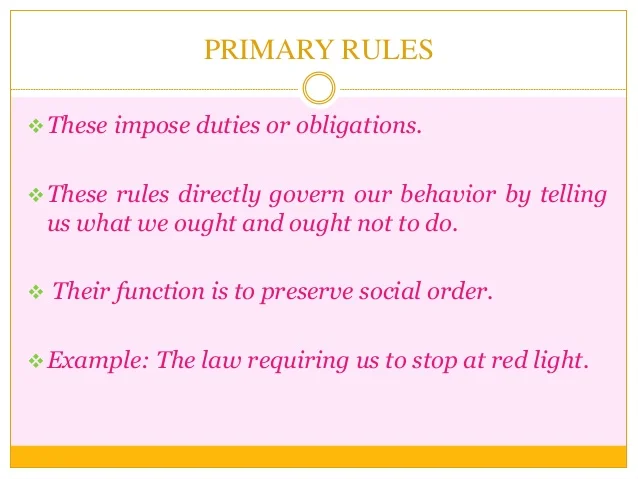 PRIMARY RULES
These impose duties or obligations.
These rules directly govern our behavior by telling
us what we ought and ought not to do.
Their function is to preserve social order.
Example: The law requiring us to stop at red light.